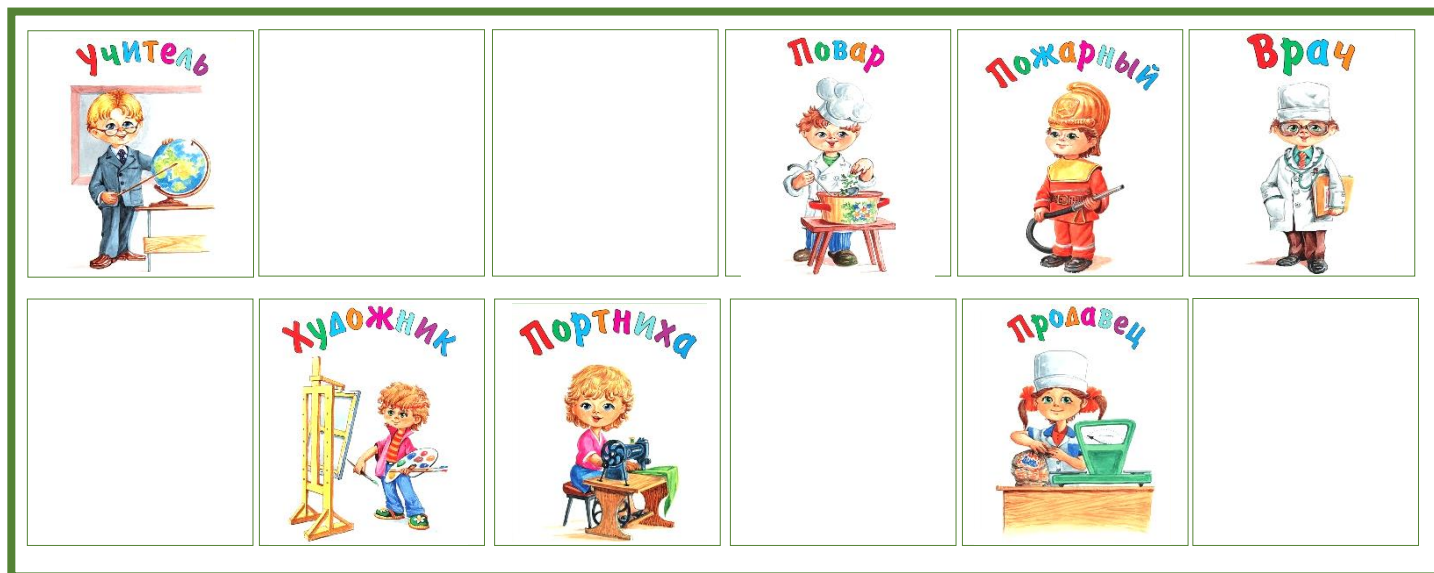 Учитель
Повар
Пожарный
Врач
Художник
Портниха
Продавец